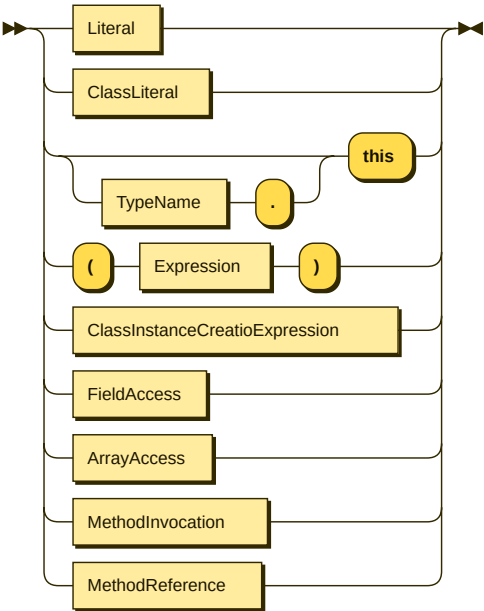 Literal
ClassLiteral
this
TypeName .
( Expression )
ClassInstanceCreatioExpression
FieldAccess
ArrayAccess
MethodInvocation
MethodReference